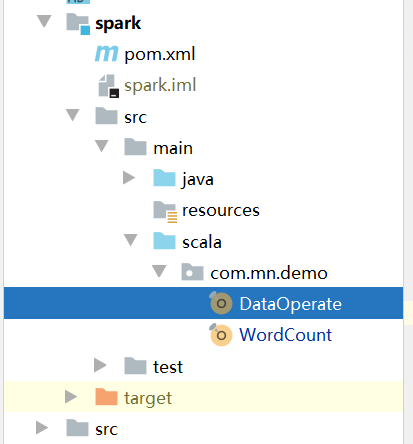 spark
pom.xml
spark.iml
src
main
java
resources
scala
com.mn.demo
DataOperate
WordCount
test
target
src